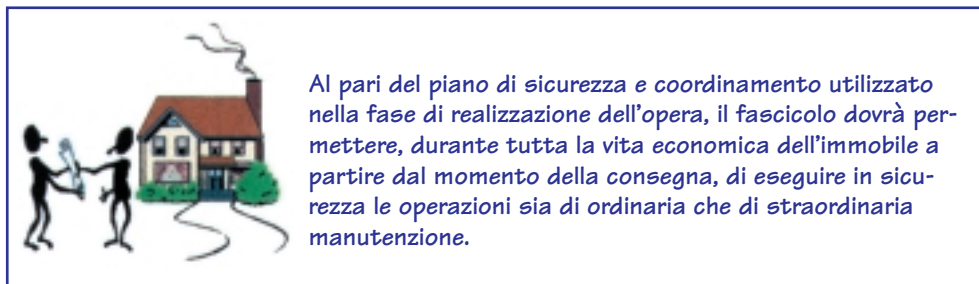 Al pari del piano di sicurezza e coordinamento utilizzato
nella fase di realizzazione dell'opera, il fascicolo dovrà per-
mettere, durante tutta la vita economica dell'immobile a
partire dal momento della consegna, di eseguire in sicu-
rezza le operazioni sia di ordinaria che di straordinaria
manutenzione.